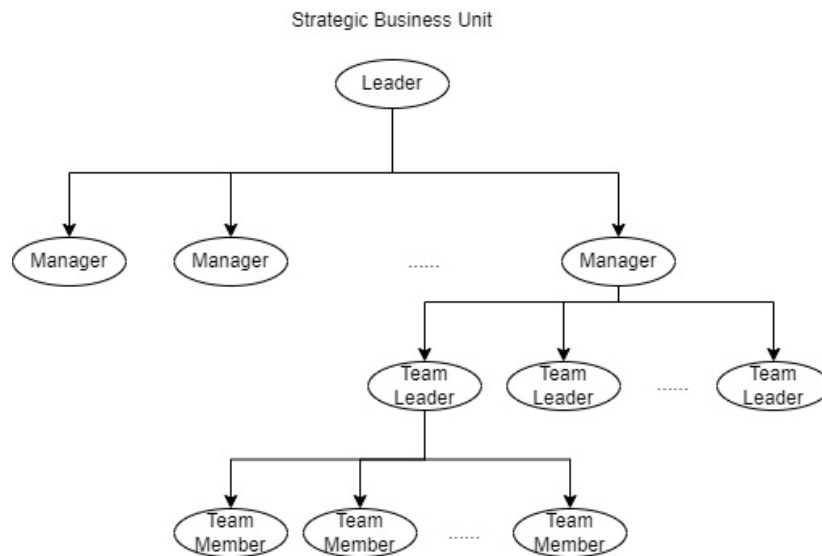 Strategic Business Unit
Leader
Manager
Manager
......
Manager
Team
Leader
Team
Leader
......
Team
Leader
Team
Member
Team
Member
......
Team
Member